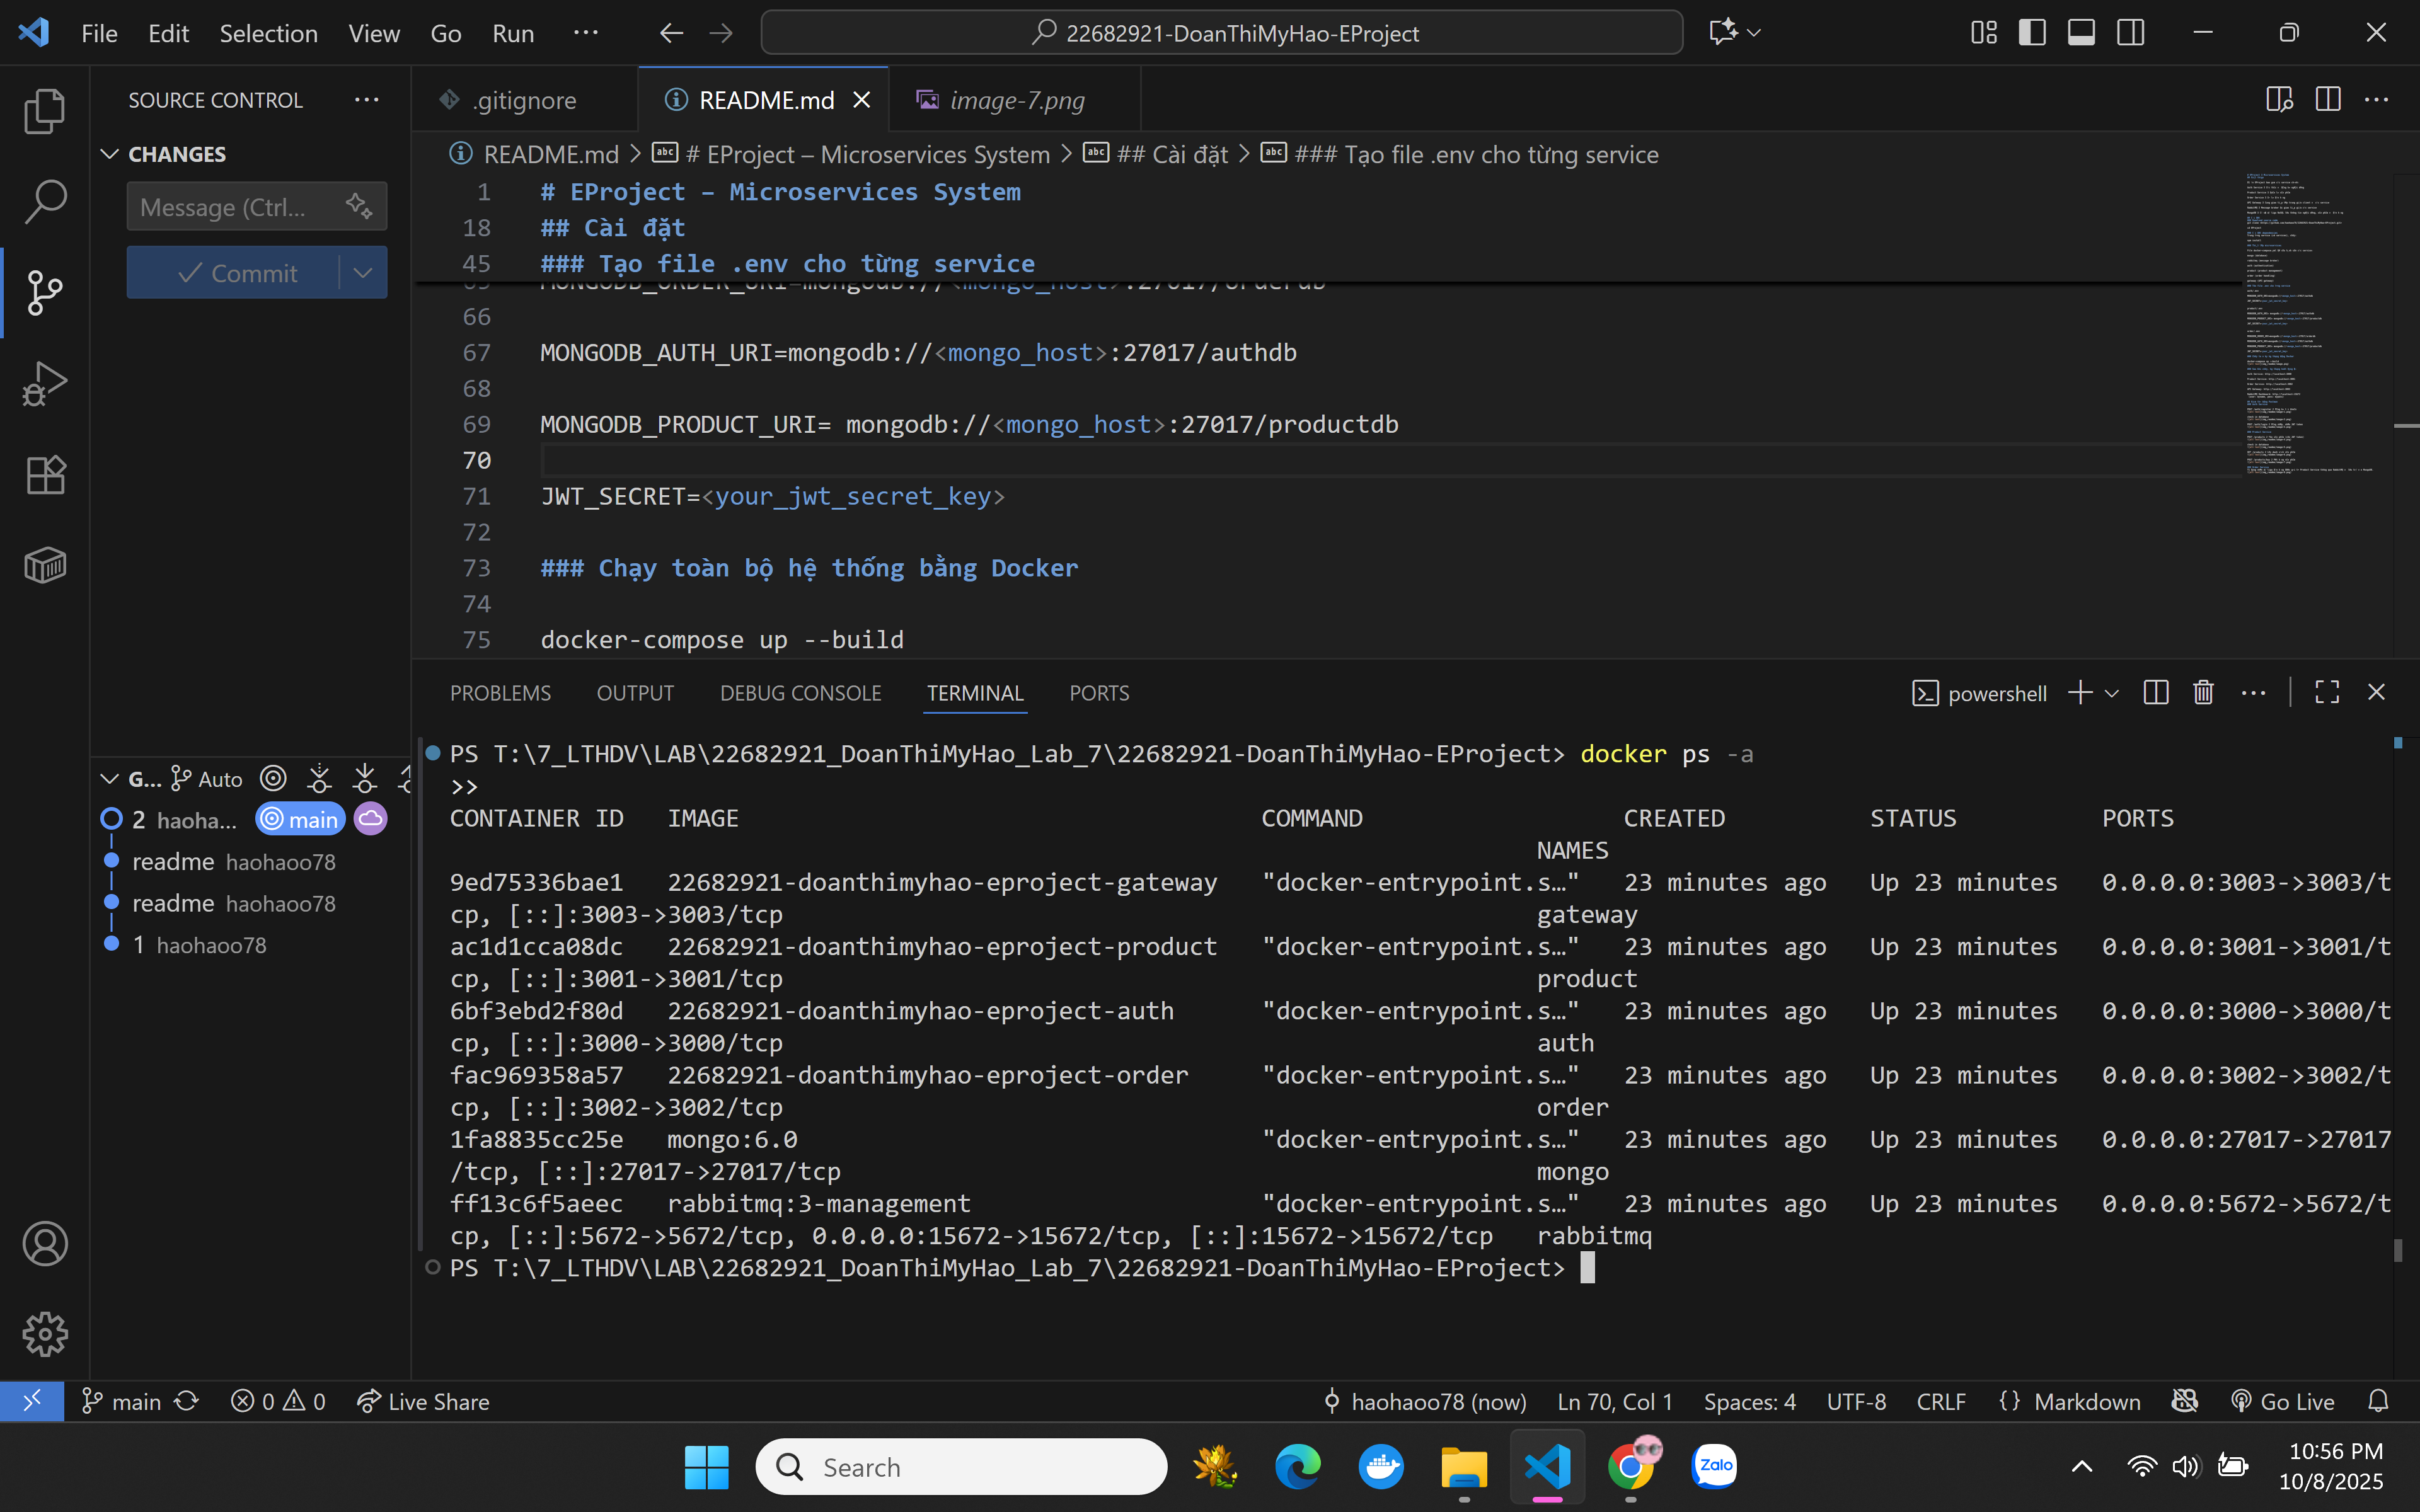 File Edit Selection View Go Run ···
22682921-DoanThiMyHao-EProject
SOURCE CONTROL ···
CHANGES
Message (Ctrl...
Commit
.gitignore
README.md
image-7.png
README.md > # EProject – Microservices System > ## Cài đặt > ### Tạo file .env cho từng service
1 # EProject – Microservices System
18 ## Cài đặt
45 ### Tạo file .env cho từng service
66
67 MONGODB_AUTH_URI=mongodb://<mongo_host>:27017/authdb
68
69 MONGODB_PRODUCT_URI= mongodb://<mongo_host>:27017/productdb
70
71 JWT_SECRET=<your_jwt_secret_key>
72
73 ### Chạy toàn bộ hệ thống bằng Docker
74
75 docker-compose up --build
PROBLEMS OUTPUT DEBUG CONSOLE TERMINAL PORTS
powershell
PS T:\7_LTHDV\LAB\22682921_DoanThiMyHao_Lab_7\22682921-DoanThiMyHao-EProject> docker ps -a
>>
CONTAINER ID IMAGE COMMAND CREATED STATUS PORTS
NAMES
9ed75336bae1 22682921-doanthimyhao-eproject-gateway "docker-entrypoint.s…" 23 minutes ago Up 23 minutes 0.0.0.0:3003->3003/t
cp, [::]:3003->3003/tcp gateway
ac1d1cca08dc 22682921-doanthimyhao-eproject-product "docker-entrypoint.s…" 23 minutes ago Up 23 minutes 0.0.0.0:3001->3001/t
cp, [::]:3001->3001/tcp product
6bf3ebd2f80d 22682921-doanthimyhao-eproject-auth "docker-entrypoint.s…" 23 minutes ago Up 23 minutes 0.0.0.0:3000->3000/t
cp, [::]:3000->3000/tcp auth
fac969358a57 22682921-doanthimyhao-eproject-order "docker-entrypoint.s…" 23 minutes ago Up 23 minutes 0.0.0.0:3002->3002/t
cp, [::]:3002->3002/tcp order
1fa8835cc25e mongo:6.0 "docker-entrypoint.s…" 23 minutes ago Up 23 minutes 0.0.0.0:27017->27017
/tcp, [::]:27017->27017/tcp mongo
ff13c6f5aeec rabbitmq:3-management "docker-entrypoint.s…" 23 minutes ago Up 23 minutes 0.0.0.0:5672->5672/t
cp, [::]:5672->5672/tcp, 0.0.0.0:15672->15672/tcp, [::]:15672->15672/tcp rabbitmq
PS T:\7_LTHDV\LAB\22682921_DoanThiMyHao_Lab_7\22682921-DoanThiMyHao-EProject>
G... Auto
2 haoha... main
readme haohaoo78
readme haohaoo78
1 haohaoo78
main 0 0 Live Share
haohaoo78 (now) Ln 70, Col 1 Spaces: 4 UTF-8 CRLF {} Markdown Go Live
Search
Zalo
10:56 PM
10/8/2025